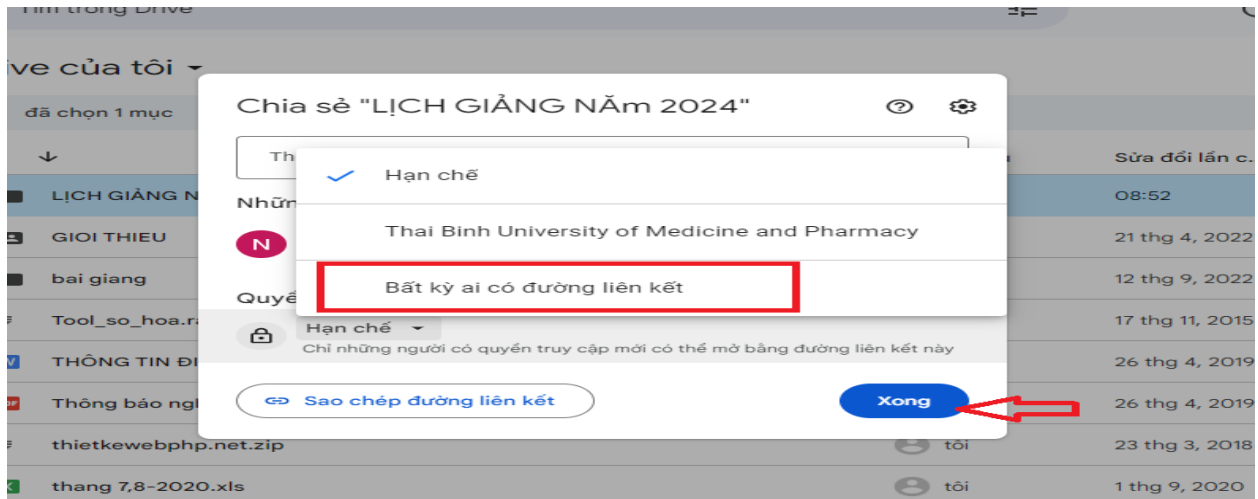 Tìm trong Drive
ive của tôi
đã chọn 1 mục
Chia sẻ "LỊCH GIẢNG NĂm 2024"
Th
Hạn chế
Sửa đổi lần c...
LỊCH GIẢNG N
Nhữn
08:52
Thai Binh University of Medicine and Pharmacy
GIOI THIEU
N
21 thg 4, 2022
bai giang
Bất kỳ ai có đường liên kết
12 thg 9, 2022
Quyề
Tool_so_hoa.ra
Hạn chế
17 thg 11, 2015
Chỉ những người có quyền truy cập mới có thể mở bằng đường liên kết này
THÔNG TIN ĐI
26 thg 4, 2019
Thông báo ngh
Sao chép đường liên kết
Xong
26 thg 4, 2019
thietkewebphp.net.zip
tôi
23 thg 3, 2018
thang 7,8-2020.xls
tôi
1 thg 9, 2020